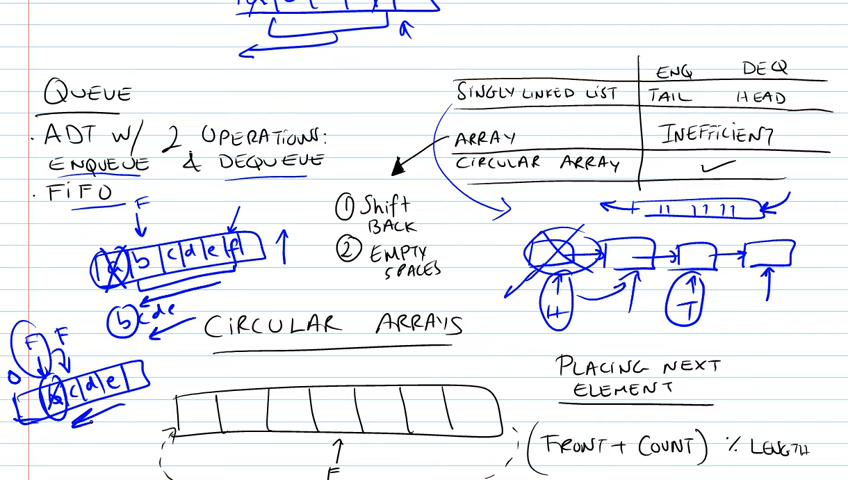 a
QUEUE
· ADT W/ 2 OPERATIONS:
ENQUEUE & DEQUEUE
· FiFO
F
a b c d e f
b c d e
F F
0
b c d e
ENQ DEQ
SINGLY LINKED LIST TAIL HEAD
ARRAY INEFFICIENT
CIRCULAR ARRAY ✓
① Shift
BACK
② EMPTY
SPACES
H T
CIRCULAR ARRAYS
F
PLACING NEXT
ELEMENT
(FRONT + COUNT) % LENGTH